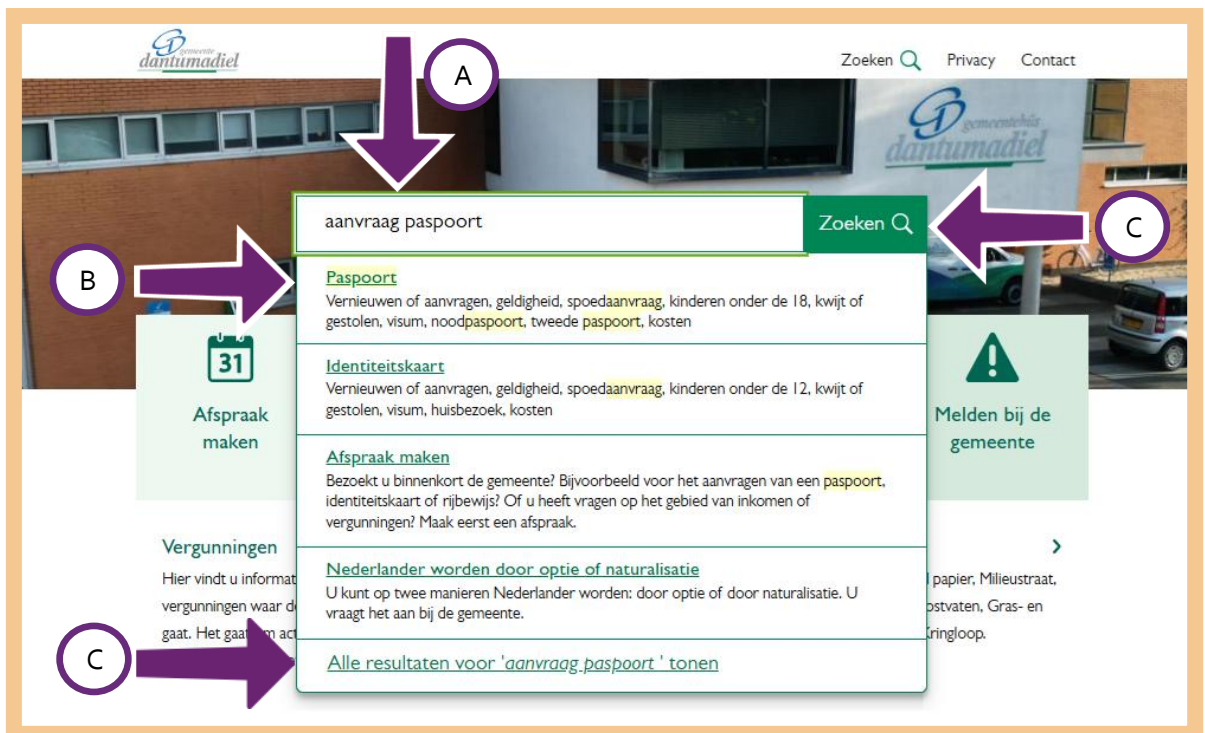 gemeente
dantumadiel
A
Zoeken Privacy Contact
gemeentehuis
dantumadiel
aanvraag paspoort
Zoeken
C
B
Paspoort
Vernieuwen of aanvragen, geldigheid, spoedaanvraag, kinderen onder de 18, kwijt of
gestolen, visum, noodpaspoort, tweede paspoort, kosten
31
Identiteitskaart
Vernieuwen of aanvragen, geldigheid, spoedaanvraag, kinderen onder de 12, kwijt of
gestolen, visum, huisbezoek, kosten
Afspraak
maken
Melden bij de
gemeente
Afspraak maken
Bezoekt u binnenkort de gemeente? Bijvoorbeeld voor het aanvragen van een paspoort,
identiteitskaart of rijbewijs? Of u heeft vragen op het gebied van inkomen of
vergunningen? Maak eerst een afspraak.
Vergunningen
Hier vindt u informat
vergunningen waar d
gaat. Het gaat om act
Nederlander worden door optie of naturalisatie
U kunt op twee manieren Nederlander worden: door optie of door naturalisatie. U
vraagt het aan bij de gemeente.
papier, Milieustraat,
ostvaten, Gras- en
Kringloop.
C
Alle resultaten voor 'aanvraag paspoort ' tonen